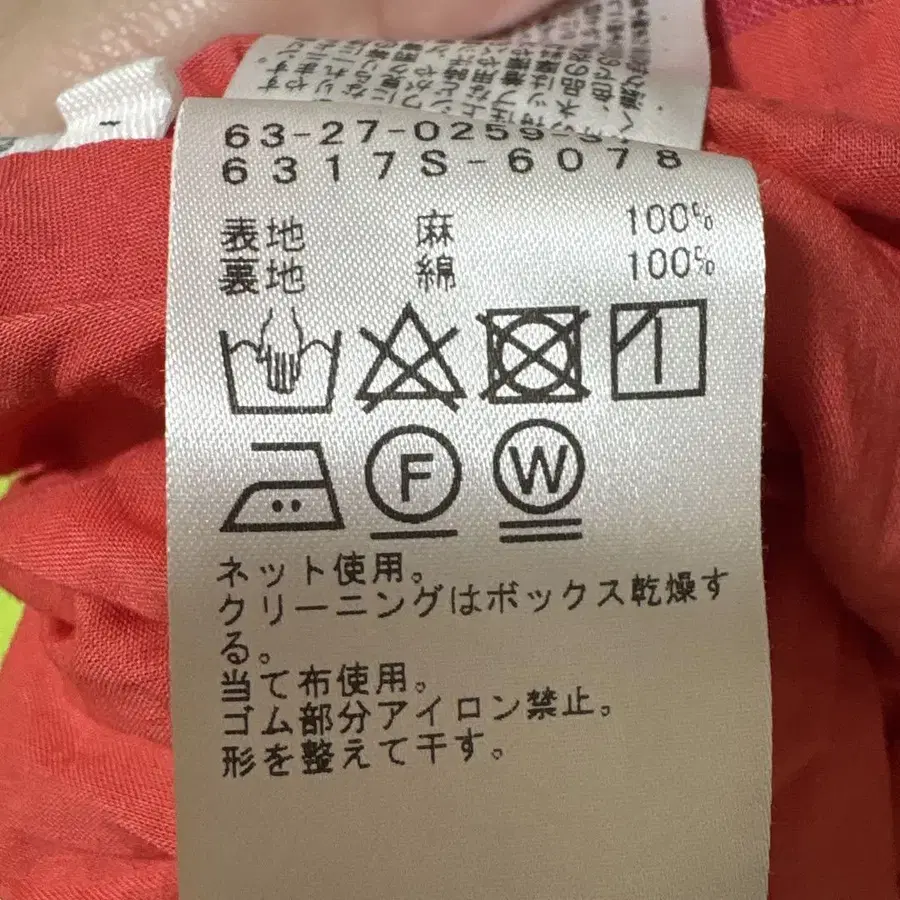 63-27-0259
6317S-6078
表地 麻 100%
裏地 綿 100%
F W
ネット使用。
クリーニングはボックス乾燥す
る。
当て布使用。
ゴム部分アイロン禁止。
形を整えて干す。